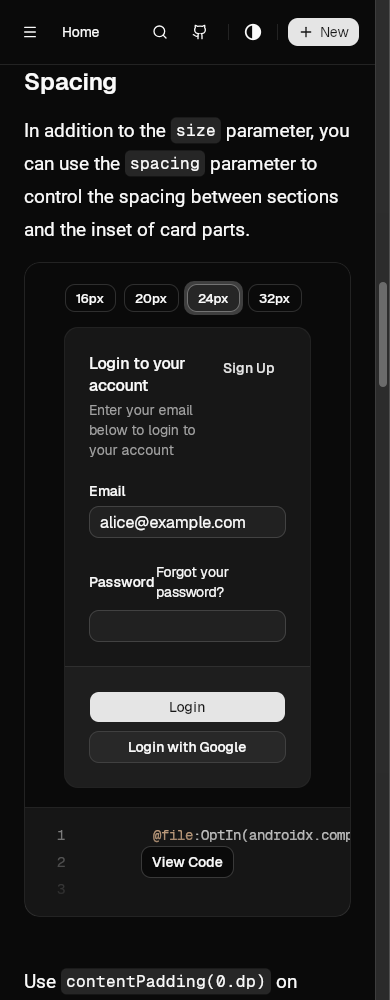 Home
New
Spacing
In addition to the size parameter, you
can use the spacing parameter to
control the spacing between sections
and the inset of card parts.
16px 20px 24px 32px
Login to your
account
Sign Up
Enter your email
below to login to
your account
Email
alice@example.com
Password
Forgot your
password?
Login
Login with Google
1 @file:OptIn(androidx.comp
2
View Code
3
Use contentPadding(0.dp) on